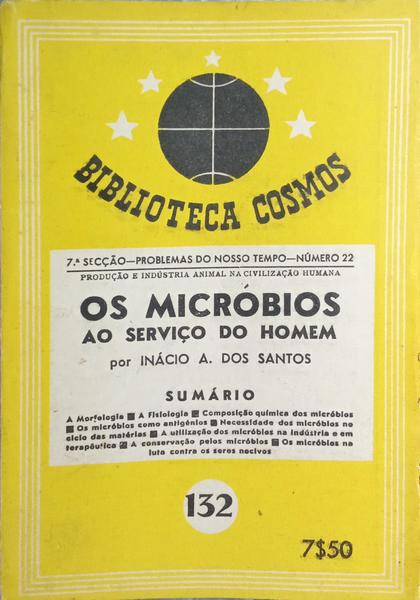 BIBLIOTECA COSMOS
7.ª SECÇÃO—PROBLEMAS DO NOSSO TEMPO—NÚMERO 22
PRODUÇÃO E INDÚSTRIA ANIMAL NA CIVILIZAÇÃO HUMANA
OS MICRÓBIOS
AO SERVIÇO DO HOMEM
por INÁCIO A. DOS SANTOS
SUMÁRIO
A Morfologia ■ A Fisiologia ■ Composição química dos micróbios
■ Os micróbios como antigénios ■ Necessidade dos micróbios no
ciclo das matérias ■ A utilização dos micróbios na indústria e em
terapêutica ■ A conservação pelos micróbios ■ Os micróbios na
luta contra os seres nocivos
132
7$50